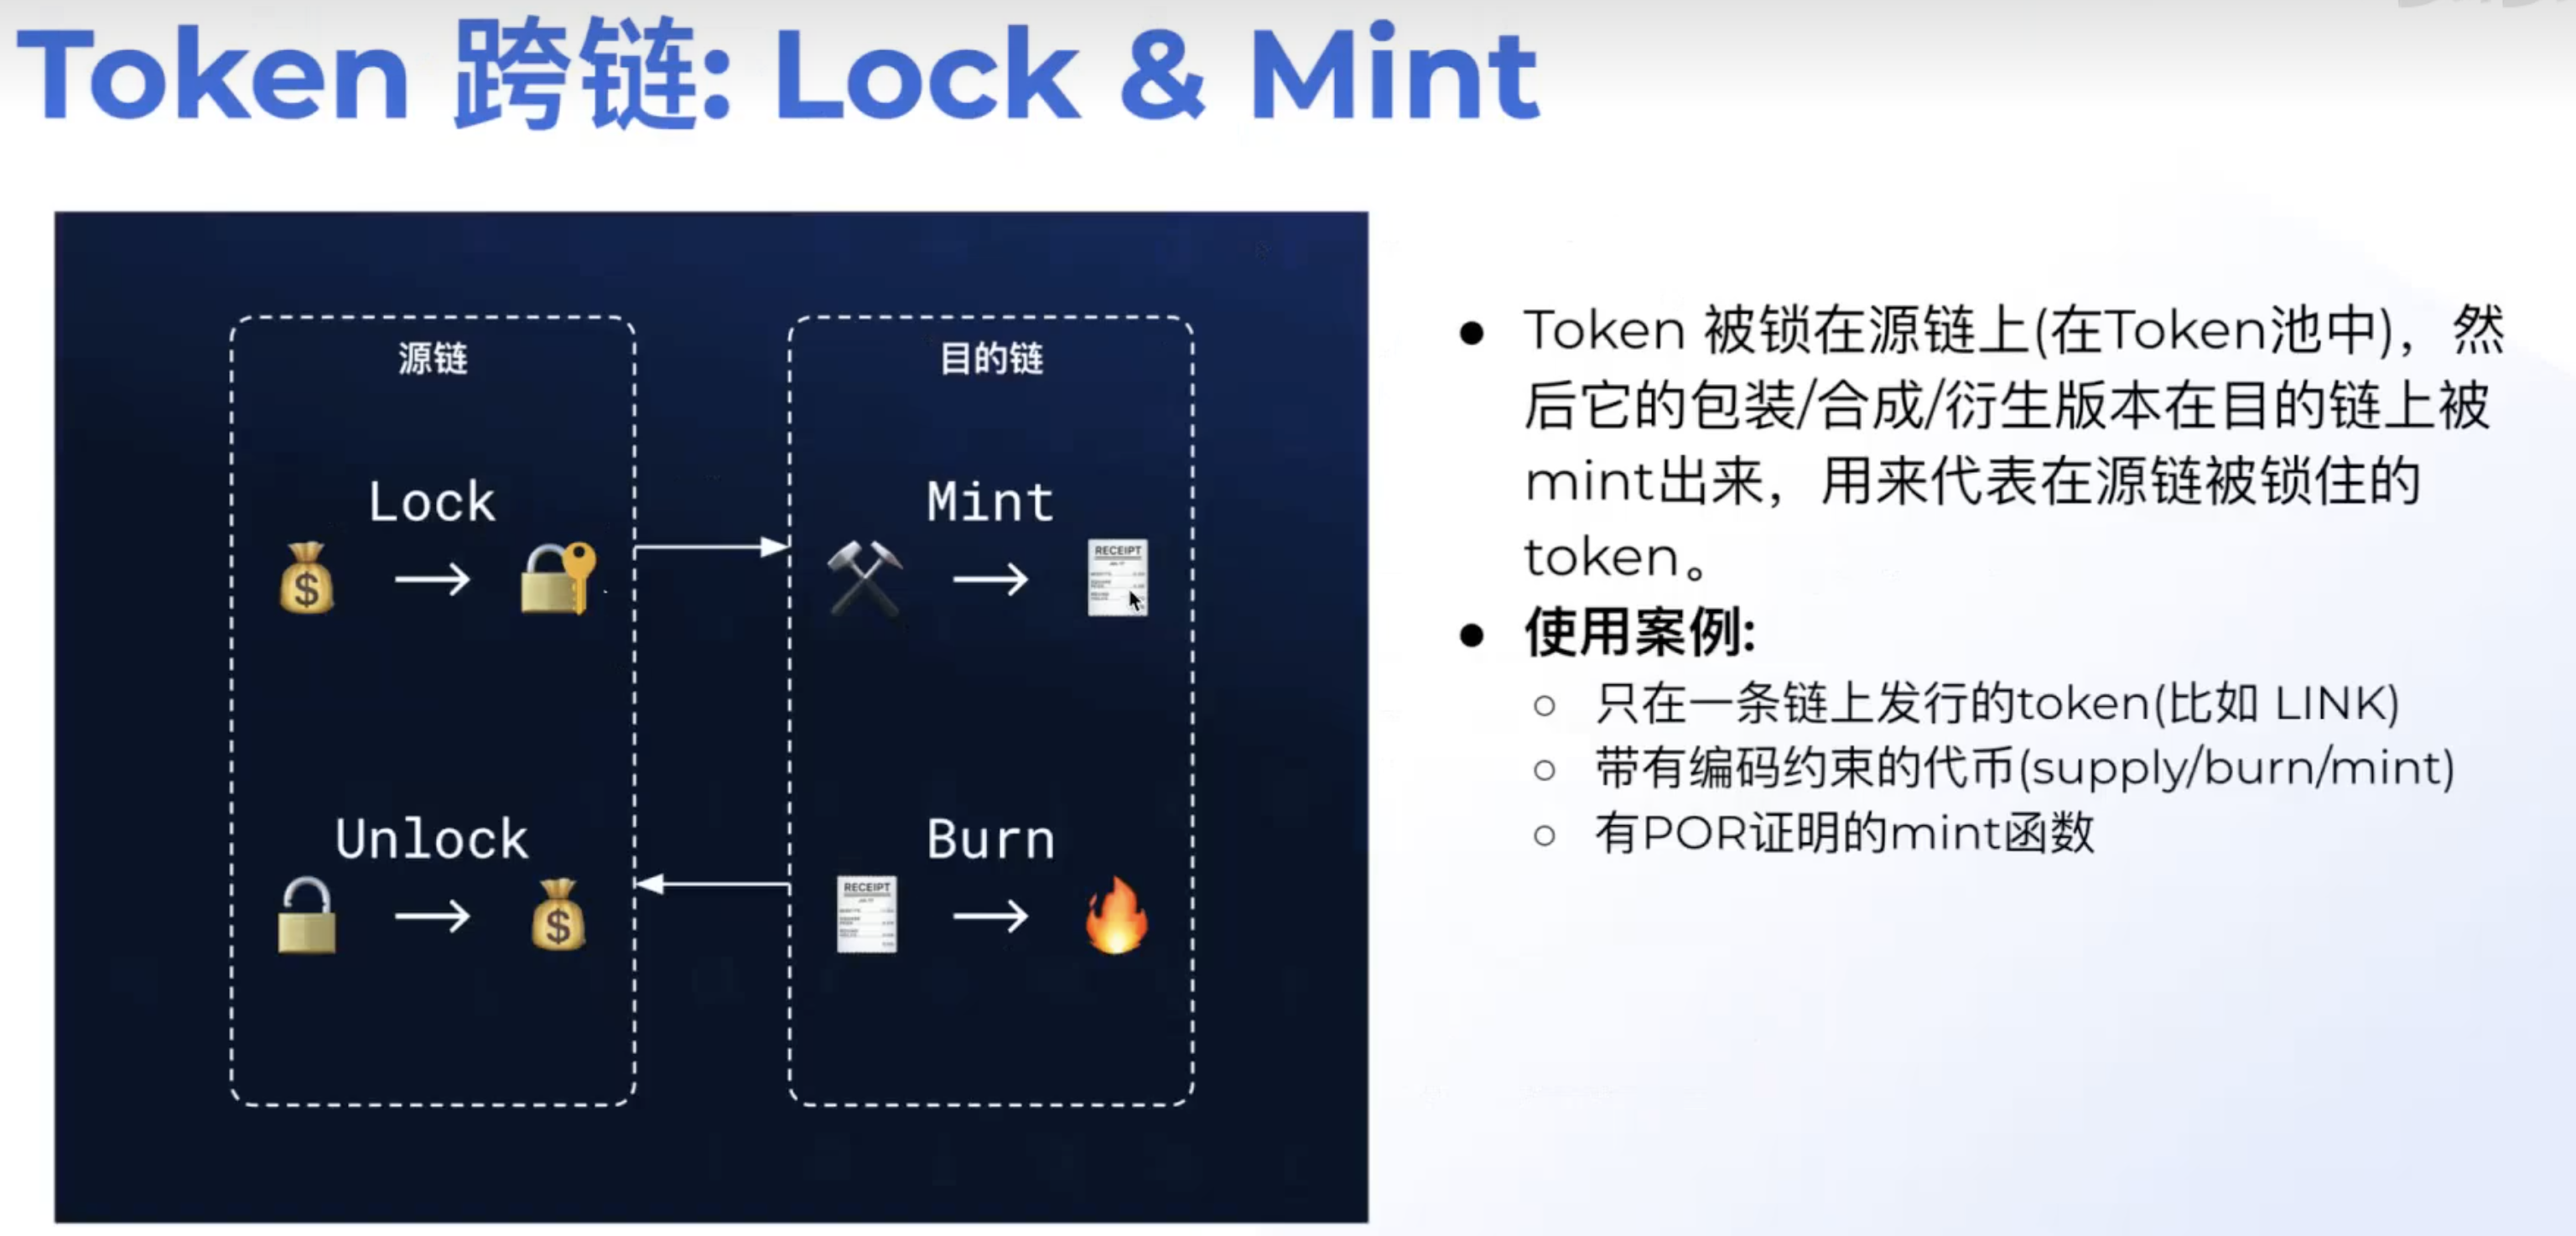 Token 跨链: Lock & Mint
源链
目的链
Lock
Mint
RECEIPT
Unlock
Burn
RECEIPT
● Token 被锁在源链上(在Token池中)，然
后它的包装/合成/衍生版本在目的链上被
mint出来，用来代表在源链被锁住的
token。
● 使用案例:
○ 只在一条链上发行的token(比如 LINK)
○ 带有编码约束的代币(supply/burn/mint)
○ 有POR证明的mint函数